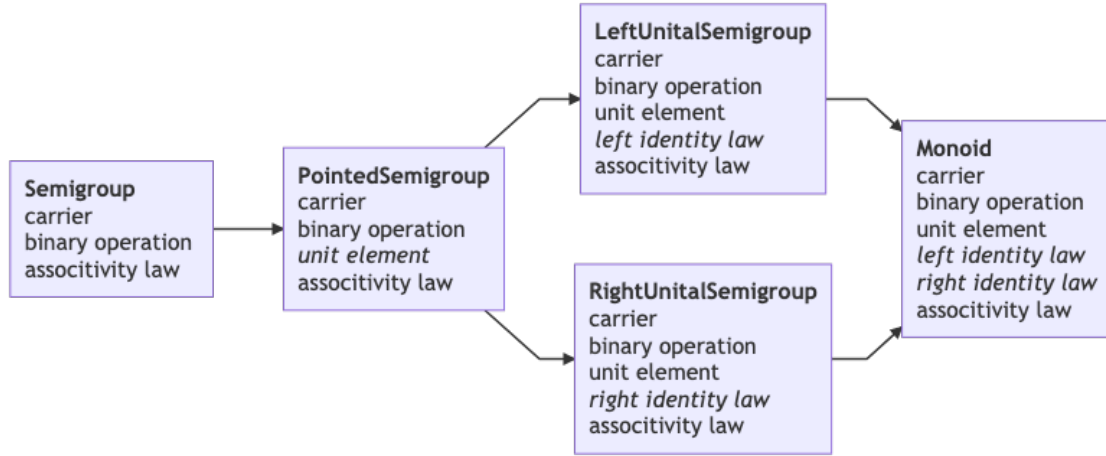 Semigroup
carrier
binary operation
associtivity law
PointedSemigroup
carrier
binary operation
unit element
associtivity law
LeftUnitalSemigroup
carrier
binary operation
unit element
left identity law
associtivity law
RightUnitalSemigroup
carrier
binary operation
unit element
right identity law
associtivity law
Monoid
carrier
binary operation
unit element
left identity law
right identity law
associtivity law